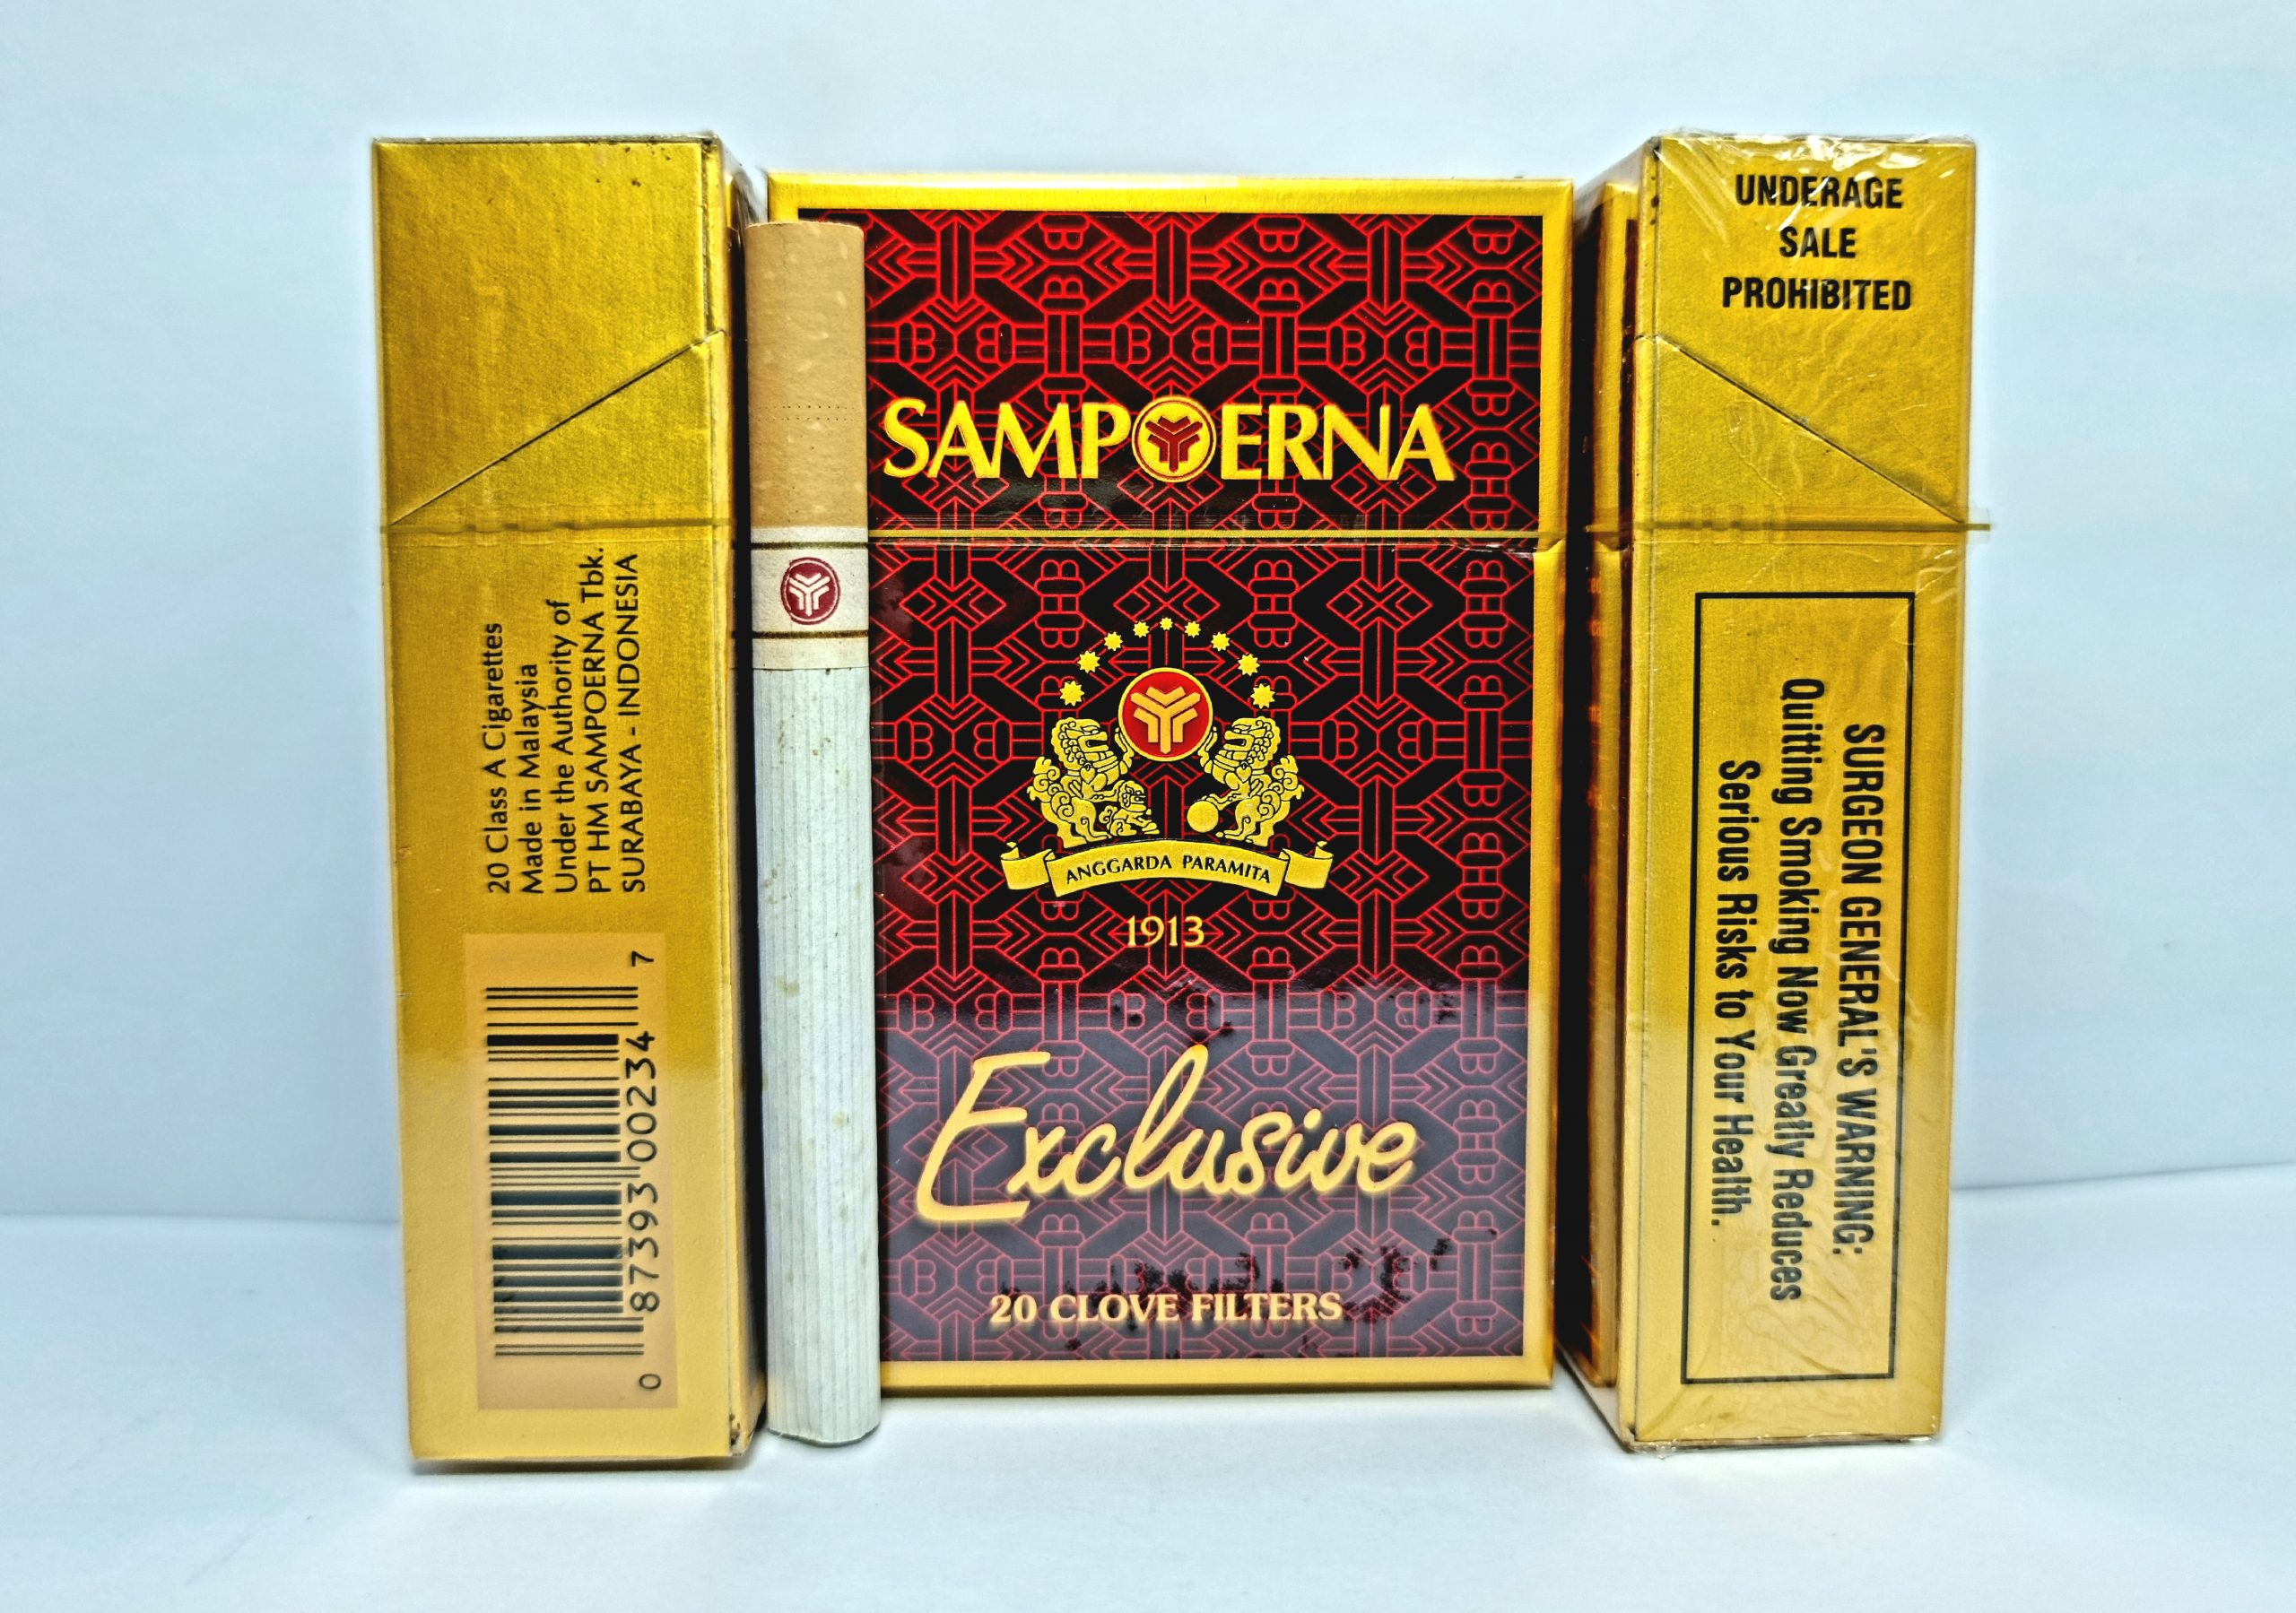 20 Class A Cigarettes
Made in Malaysia
Under the Authority of
PT HM SAMPOERNA Tbk.
SURABAYA - INDONESIA
0 87393 00234 7
SAMPOERNA
ANGGARDA PARAMITA
1913
Exclusive
20 CLOVE FILTERS
UNDERAGE
SALE
PROHIBITED
SURGEON GENERAL'S WARNING:
Quitting Smoking Now Greatly Reduces
Serious Risks to Your Health.